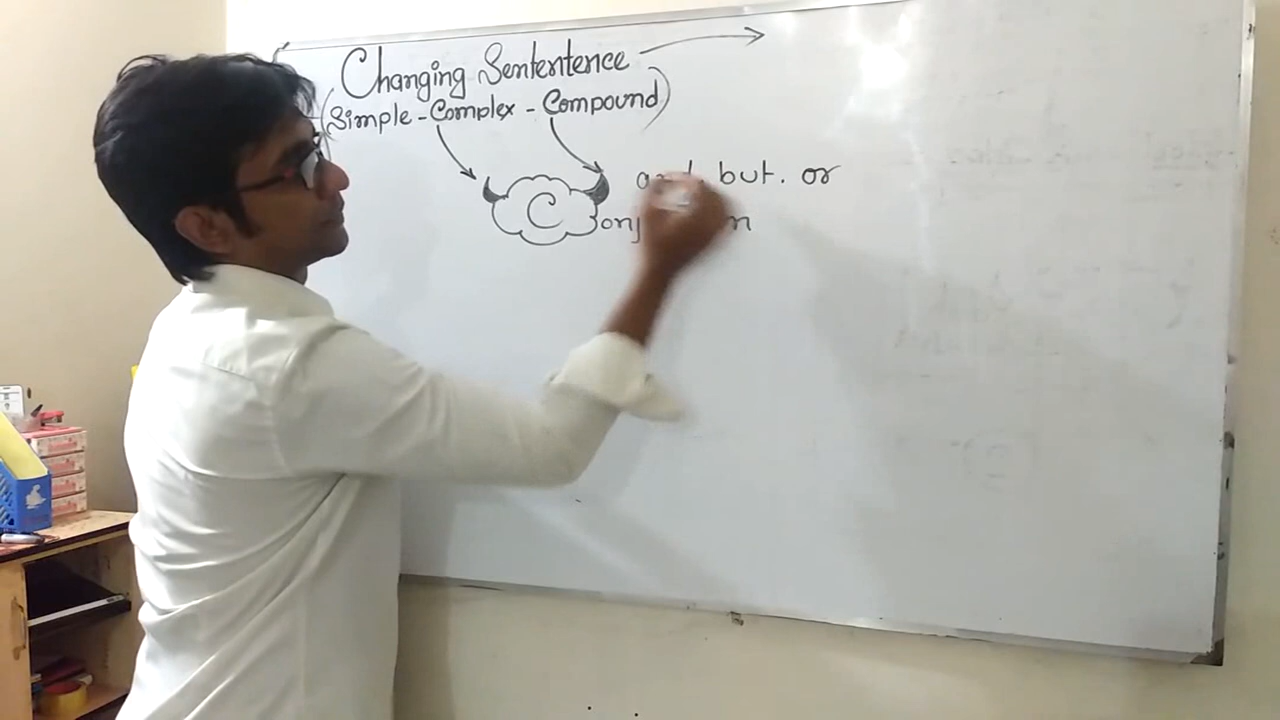 Changing Sententence
(Simple - Complex - Compound)
but. or
C